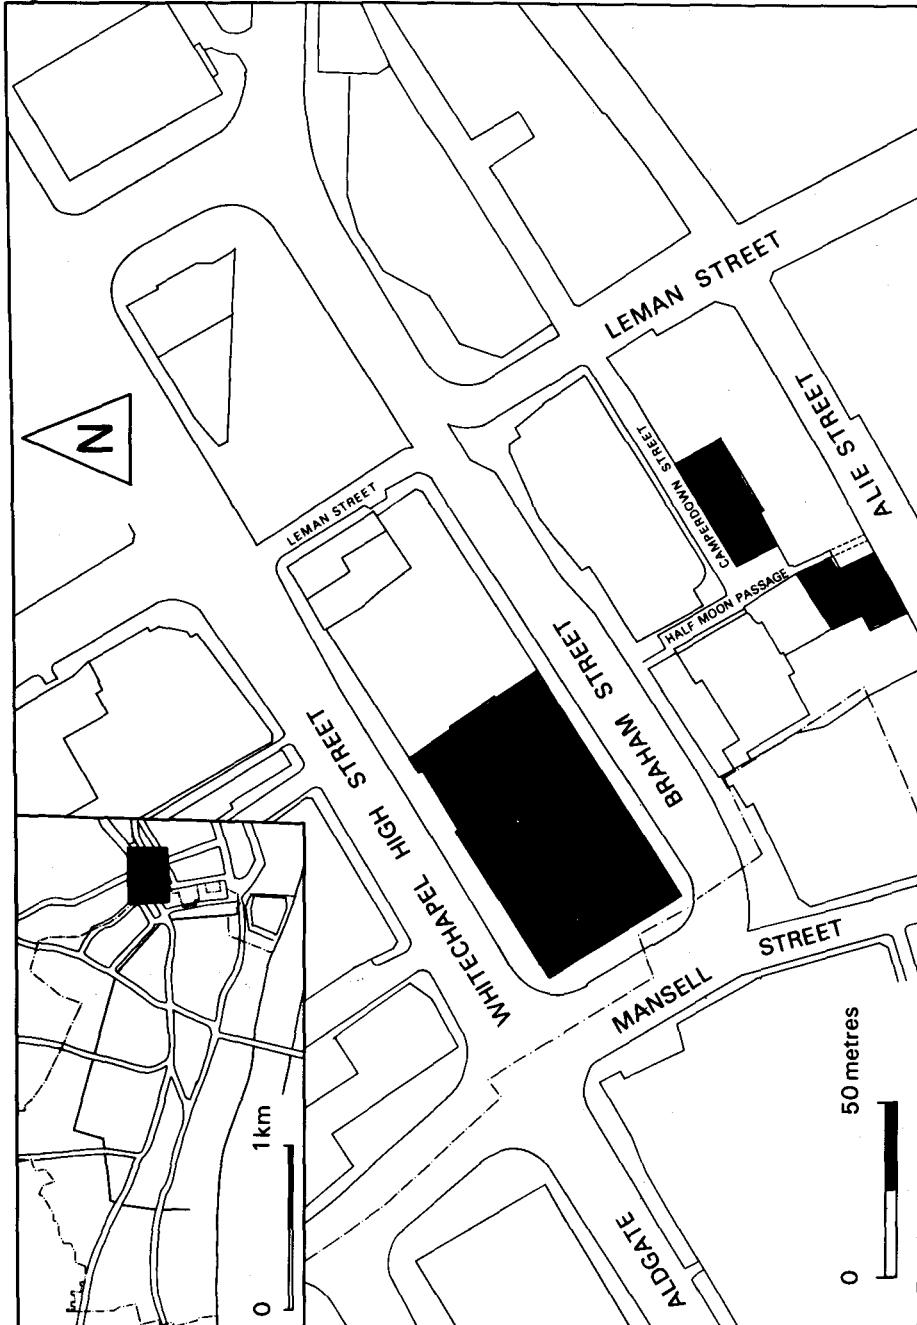 LEMAN STREET
ALIE STREET
CAMPERDOWN STREET
HALF MOON PASSAGE
N
LEMAN STREET
BRAHAM STREET
WHITECHAPEL HIGH STREET
MANSELL STREET
ALDGATE
0 1km
0 50 metres